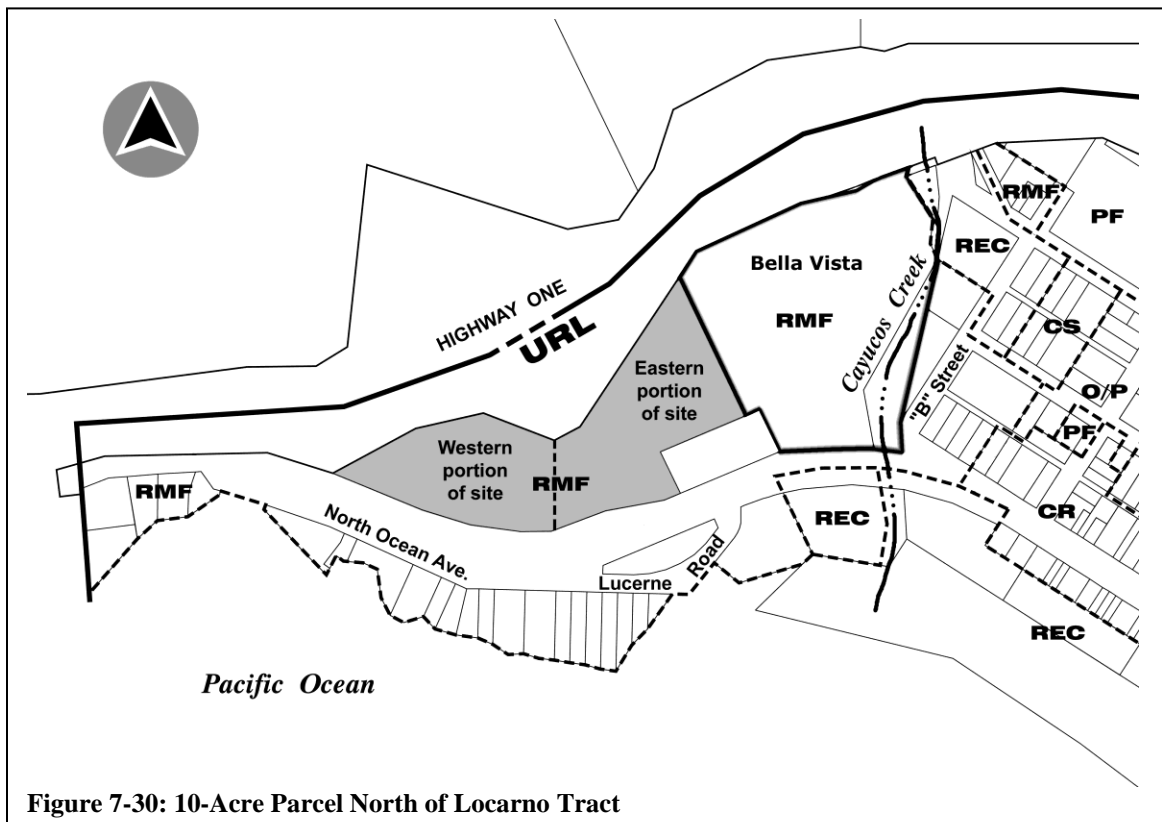 RMF
PF
REC
Bella Vista
RMF
Cayucos Creek
HIGHWAY ONE
URL
CS
"B" Street
Eastern
portion
of site
O/P
PF
Western
portion
of site
RMF
RMF
CR
REC
North Ocean Ave.
Lucerne Road
REC
Pacific Ocean
Figure 7-30: 10-Acre Parcel North of Locarno Tract